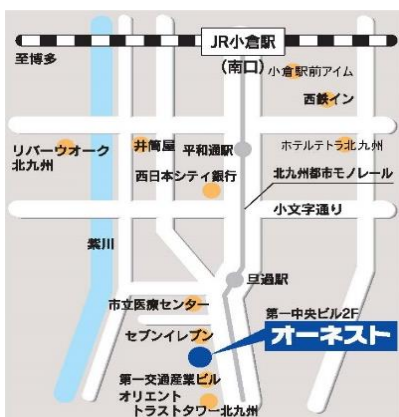 JR小倉駅
(南口)
至博多
小倉駅前アイム
西鉄イン
リバーウオーク
北九州
井筒屋
平和通駅
ホテルテトラ北九州
西日本シティ銀行
北九州都市モノレール
小文字通り
紫川
旦過駅
市立医療センター
第一中央ビル2F
セブンイレブン
オーネスト
第一交通産業ビル
オリエント
トラストタワー北九州